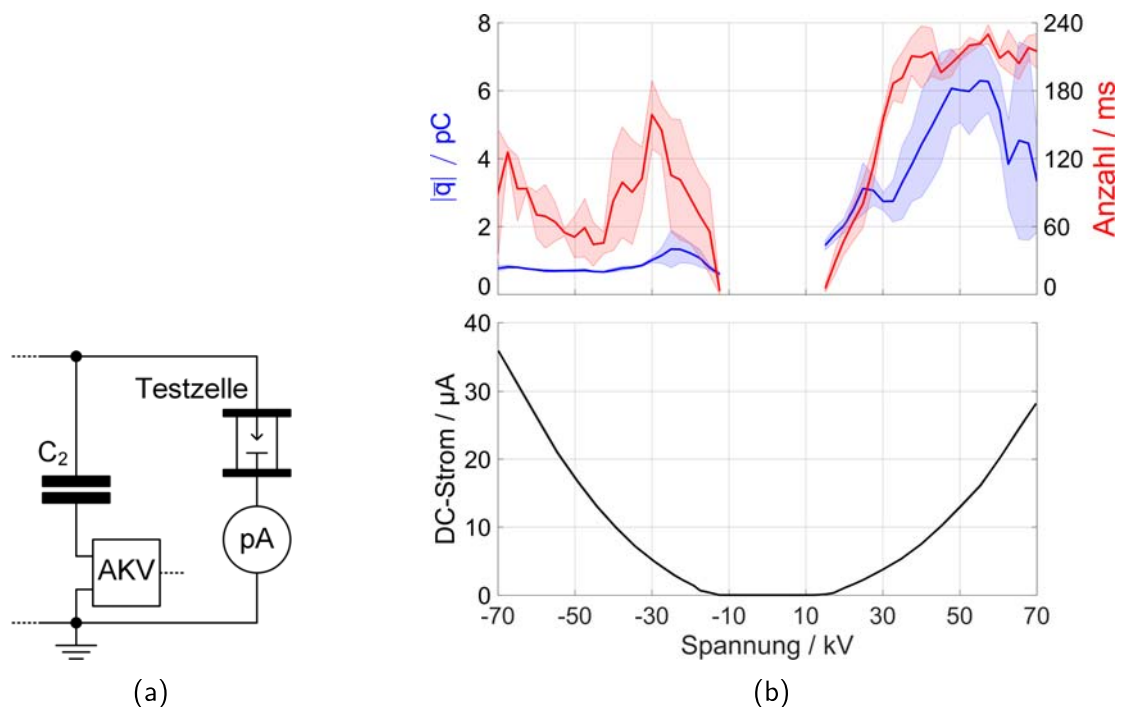 Testzelle
C₂
AKV
pA
(a)
|q̅| / pC
8
6
4
2
0
240
180
120
60
0
Anzahl / ms
DC-Strom / µA
40
30
20
10
0
-70 -50 -30 -10 10 30 50 70
Spannung / kV
(b)